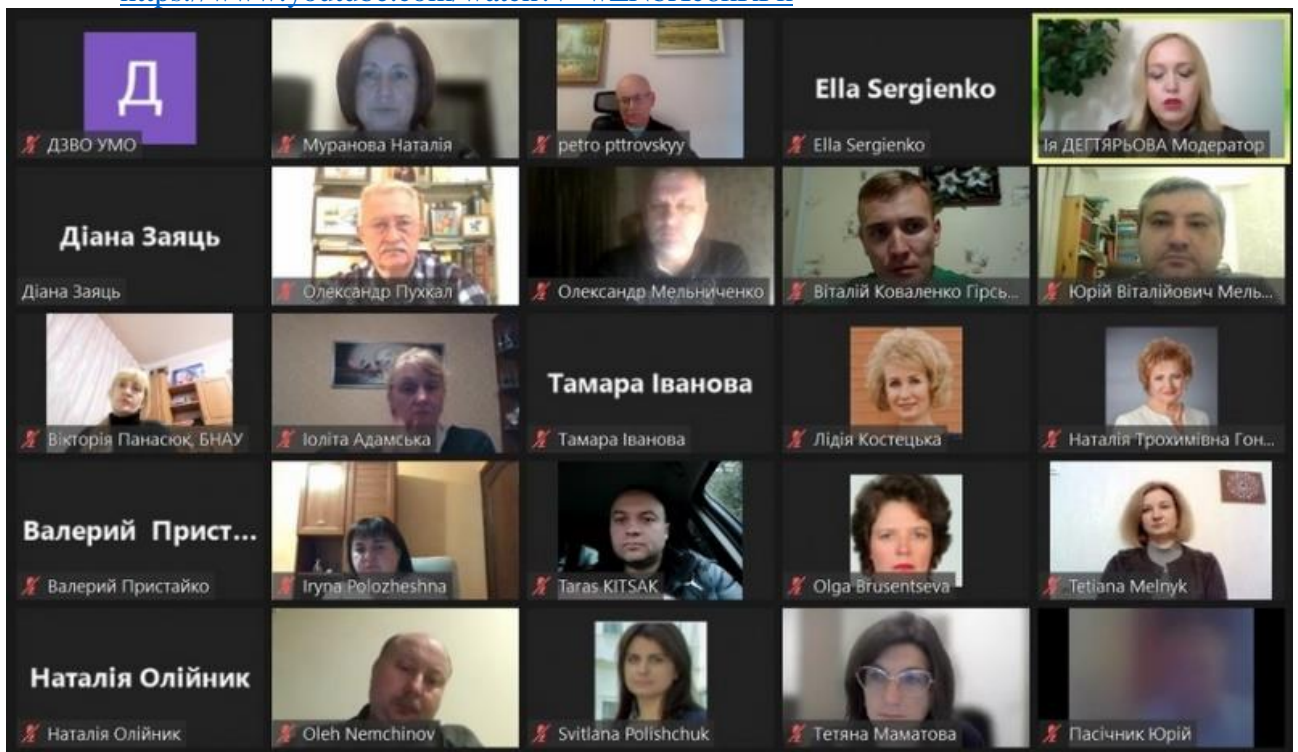 Д
ДЗВО УМО
Муранова Наталія
petro pttrovskyy
Ella Sergienko
Ella Sergienko
Ія ДЕГТЯРЬОВА Модератор
Діана Заяць
Діана Заяць
Олександр Пухкал
Олександр Мельниченко
Віталій Коваленко Гірсь...
Юрій Віталійович Мель...
Вікторія Панасюк, БНАУ
Іоліта Адамська
Тамара Іванова
Тамара Іванова
Лідія Костецька
Наталія Трохимівна Гон...
Валерий Прист...
Валерий Пристайко
Iryna Polozheshna
Taras KITSAK
Olga Brusentseva
Tetiana Melnyk
Наталія Олійник
Наталія Олійник
Oleh Nemchinov
Svitlana Polishchuk
Тетяна Маматова
Пасічник Юрій